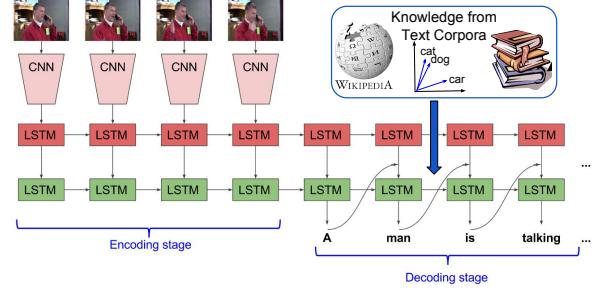 Knowledge from
Text Corpora
cat
dog
car
WIKIPEDIA
CNN CNN CNN CNN
LSTM LSTM LSTM LSTM LSTM LSTM LSTM LSTM
...
LSTM LSTM LSTM LSTM LSTM LSTM LSTM LSTM
A man is talking ...
Encoding stage
Decoding stage